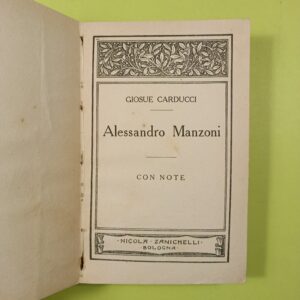 GIOSUE CARDUCCI
Alessandro Manzoni
CON NOTE
·NICOLA·ZANICHELLI·
·BOLOGNA·